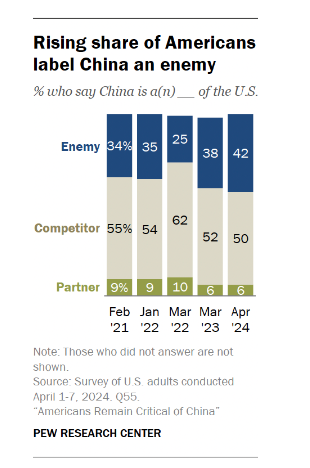 Rising share of Americans
label China an enemy
% who say China is a(n) __ of the U.S.
Enemy 34% 35 25 38 42
Competitor 55% 54 62 52 50
Partner 9% 9 10 6 6
Feb Jan Mar Mar Apr
'21 '22 '22 '23 '24
Note: Those who did not answer are not
shown.
Source: Survey of U.S. adults conducted
April 1-7, 2024. Q55.
“Americans Remain Critical of China”
PEW RESEARCH CENTER